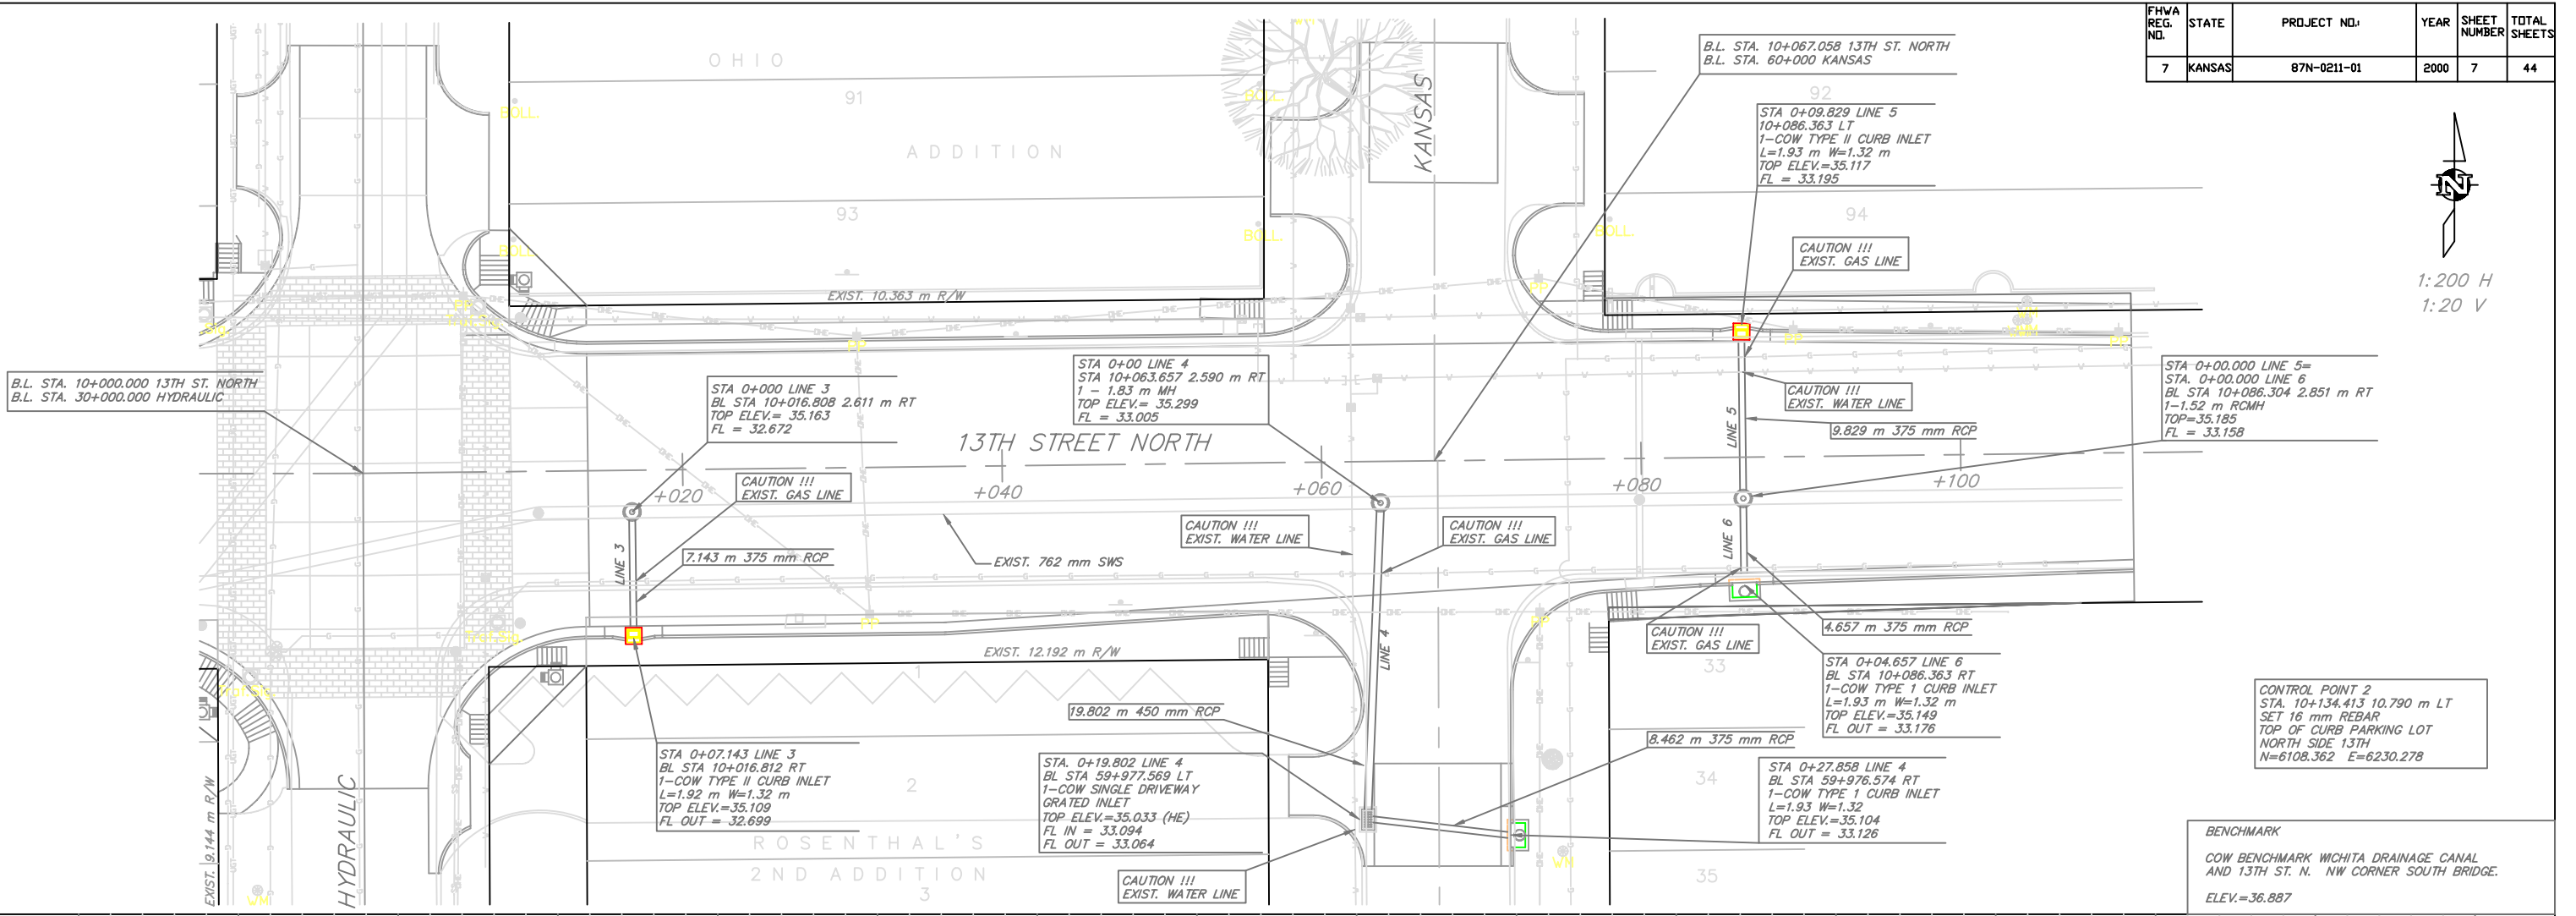 FHWA REG. NO.
STATE
PROJECT NO.:
YEAR
SHEET NUMBER
TOTAL SHEETS
7
KANSAS
87N-0211-01
2000
7
44
OHIO
ADDITION
91
93
92
94
BOLL.
BOLL.
BOLL.
BOLL.
BOLL.
KANSAS
B.L. STA. 10+067.058 13TH ST. NORTH
B.L. STA. 60+000 KANSAS
STA 0+09.829 LINE 5
10+086.363 LT
1-COW TYPE II CURB INLET
L=1.93 m W=1.32 m
TOP ELEV.=35.117
FL = 33.195
CAUTION !!!
EXIST. GAS LINE
N
1:200 H
1:20 V
EXIST. 10.363 m R/W
Traf.Sig.
PP
PP
PP
PP
WM
B.L. STA. 10+000.000 13TH ST. NORTH
B.L. STA. 30+000.000 HYDRAULIC
STA 0+000 LINE 3
BL STA 10+016.808 2.611 m RT
TOP ELEV.= 35.163
FL = 32.672
STA 0+00 LINE 4
STA 10+063.657 2.590 m RT
1 - 1.83 m MH
TOP ELEV.= 35.299
FL = 33.005
CAUTION !!!
EXIST. WATER LINE
LINE 5
9.829 m 375 mm RCP
STA 0+00.000 LINE 5=
STA. 0+00.000 LINE 6
BL STA 10+086.304 2.851 m RT
1-1.52 m RCMH
TOP=35.185
FL = 33.158
13TH STREET NORTH
+020
+040
+060
+080
+100
CAUTION !!!
EXIST. GAS LINE
CAUTION !!!
EXIST. WATER LINE
CAUTION !!!
EXIST. GAS LINE
LINE 3
7.143 m 375 mm RCP
EXIST. 762 mm SWS
LINE 6
Traf.Sig.
PP
PP
EXIST. 12.192 m R/W
LINE 4
CAUTION !!!
EXIST. GAS LINE
4.657 m 375 mm RCP
1
33
Traf.Sig.
STA 0+04.657 LINE 6
BL STA 10+086.363 RT
1-COW TYPE 1 CURB INLET
L=1.93 m W=1.32 m
TOP ELEV.=35.149
FL OUT = 33.176
CONTROL POINT 2
STA. 10+134.413 10.790 m LT
SET 16 mm REBAR
TOP OF CURB PARKING LOT
NORTH SIDE 13TH
N=6108.362 E=6230.278
19.802 m 450 mm RCP
8.462 m 375 mm RCP
STA 0+07.143 LINE 3
BL STA 10+016.812 RT
1-COW TYPE II CURB INLET
L=1.92 m W=1.32 m
TOP ELEV.=35.109
FL OUT = 32.699
2
STA. 0+19.802 LINE 4
BL STA 59+977.569 LT
1-COW SINGLE DRIVEWAY
GRATED INLET
TOP ELEV.=35.033 (HE)
FL IN = 33.094
FL OUT = 33.064
34
STA 0+27.858 LINE 4
BL STA 59+976.574 RT
1-COW TYPE 1 CURB INLET
L=1.93 W=1.32
TOP ELEV.=35.104
FL OUT = 33.126
EXIST. 9.144 m R/W
HYDRAULIC
ROSENTHAL'S
2ND ADDITION
3
CAUTION !!!
EXIST. WATER LINE
WM
WM
35
BENCHMARK
COW BENCHMARK WICHITA DRAINAGE CANAL
AND 13TH ST. N. NW CORNER SOUTH BRIDGE.
ELEV.=36.887